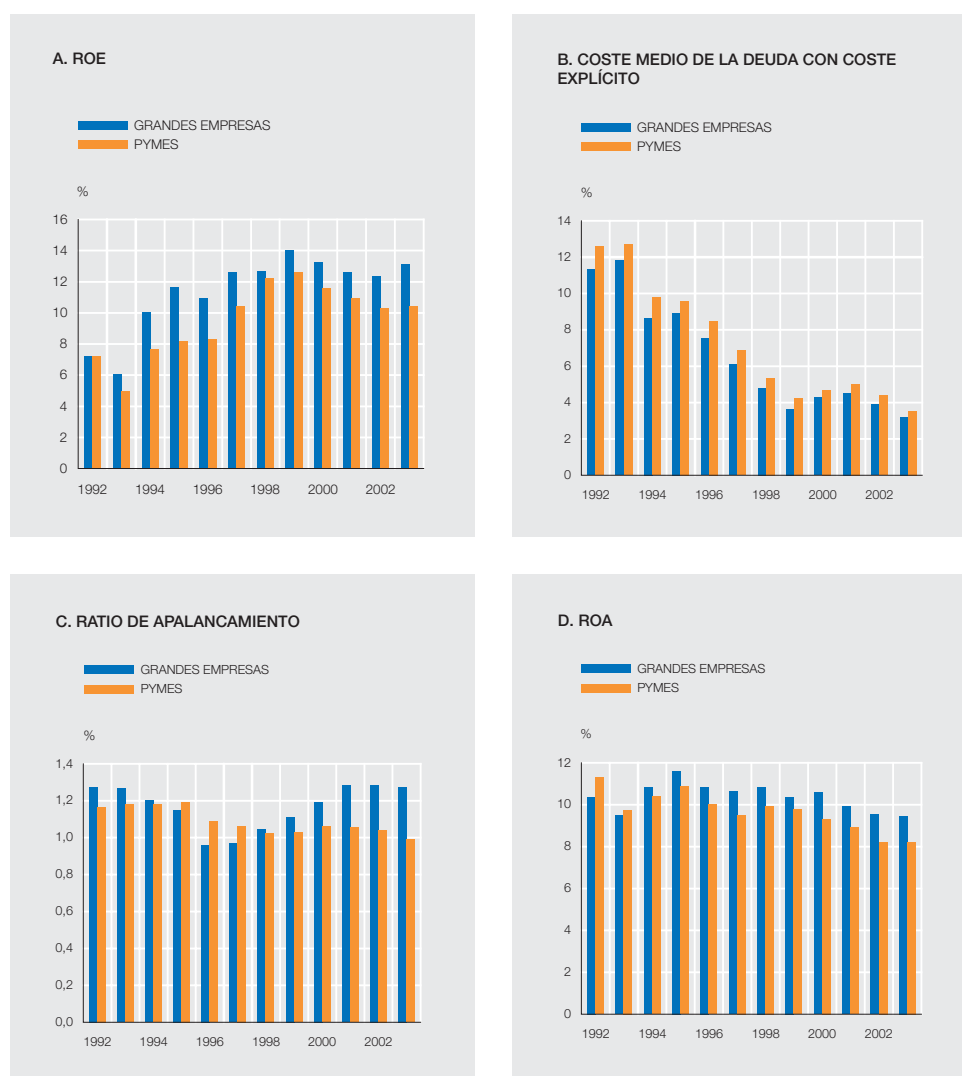 A. ROE
GRANDES EMPRESAS
PYMES
%
16
14
12
10
8
6
4
2
0
1992 1994 1996 1998 2000 2002
B. COSTE MEDIO DE LA DEUDA CON COSTE
EXPLÍCITO
GRANDES EMPRESAS
PYMES
%
14
12
10
8
6
4
2
0
1992 1994 1996 1998 2000 2002
C. RATIO DE APALANCAMIENTO
GRANDES EMPRESAS
PYMES
%
1,4
1,2
1,0
0,8
0,6
0,4
0,2
0,0
1992 1994 1996 1998 2000 2002
D. ROA
GRANDES EMPRESAS
PYMES
%
12
10
8
6
4
2
0
1992 1994 1996 1998 2000 2002